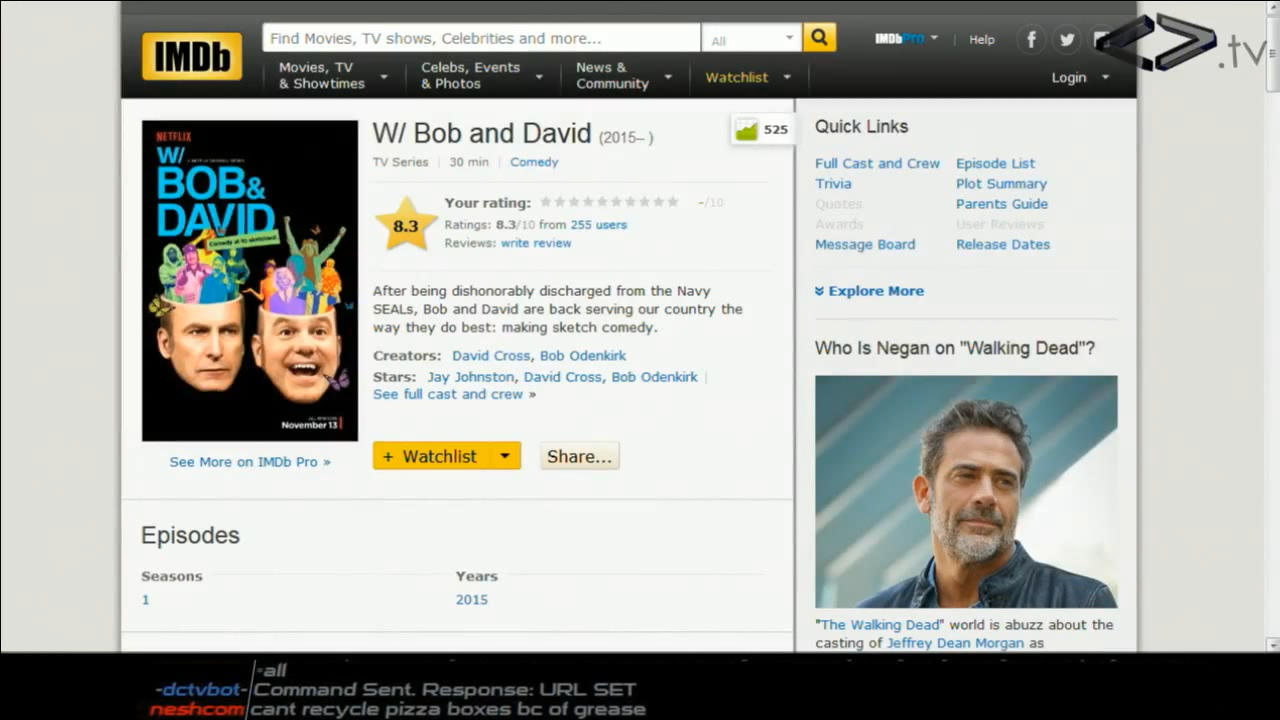 IMDb
Find Movies, TV shows, Celebrities and more...
All
IMDbPro
Help
.tv
Movies, TV
& Showtimes
Celebs, Events
& Photos
News &
Community
Watchlist
Login
NETFLIX
W/
BOB&
DAVID
November 13
See More on IMDb Pro »
W/ Bob and David (2015– )
525
TV Series
30 min
Comedy
8.3
Your rating:
-/10
Ratings: 8.3/10 from 255 users
Reviews: write review
After being dishonorably discharged from the Navy
SEALs, Bob and David are back serving our country the
way they do best: making sketch comedy.
Creators: David Cross, Bob Odenkirk
Stars: Jay Johnston, David Cross, Bob Odenkirk |
See full cast and crew »
+ Watchlist
Share...
Episodes
Seasons
Years
1
2015
Quick Links
Full Cast and Crew
Episode List
Trivia
Plot Summary
Quotes
Parents Guide
Awards
User Reviews
Message Board
Release Dates
Explore More
Who Is Negan on "Walking Dead"?
"The Walking Dead" world is abuzz about the
casting of Jeffrey Dean Morgan as
-all
-dctvbot- Command Sent. Response: URL SET
neshcom cant recycle pizza boxes bc of grease